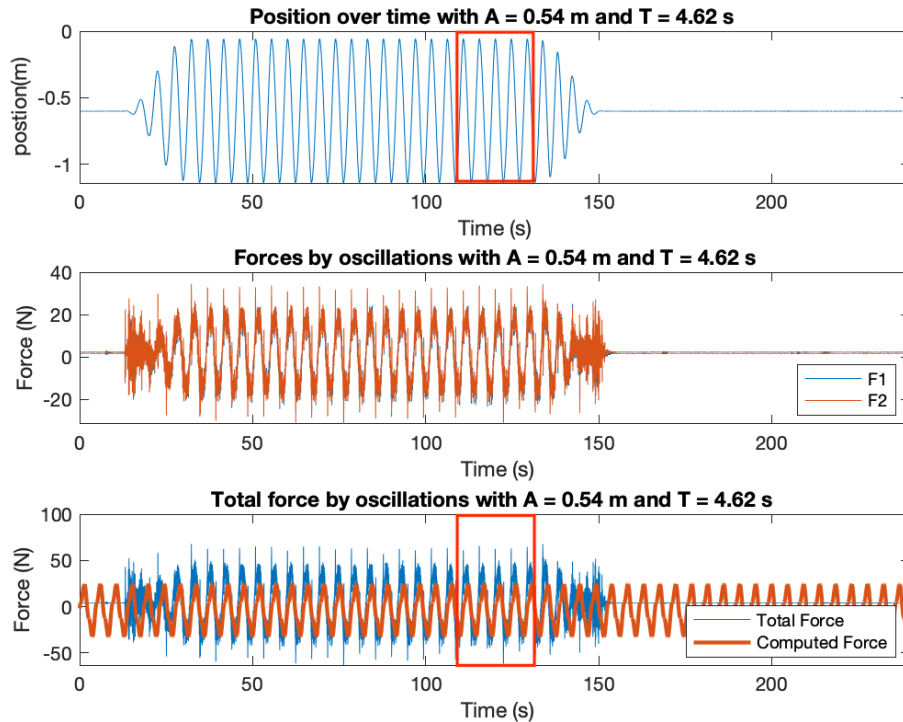 Position over time with A = 0.54 m and T = 4.62 s
0
-0.5
-1
postion(m)
0 50 100 150 200
Time (s)
Forces by oscillations with A = 0.54 m and T = 4.62 s
40
20
0
-20
Force (N)
F1
F2
0 50 100 150 200
Time (s)
Total force by oscillations with A = 0.54 m and T = 4.62 s
100
50
0
-50
Force (N)
Total Force
Computed Force
0 50 100 150 200
Time (s)